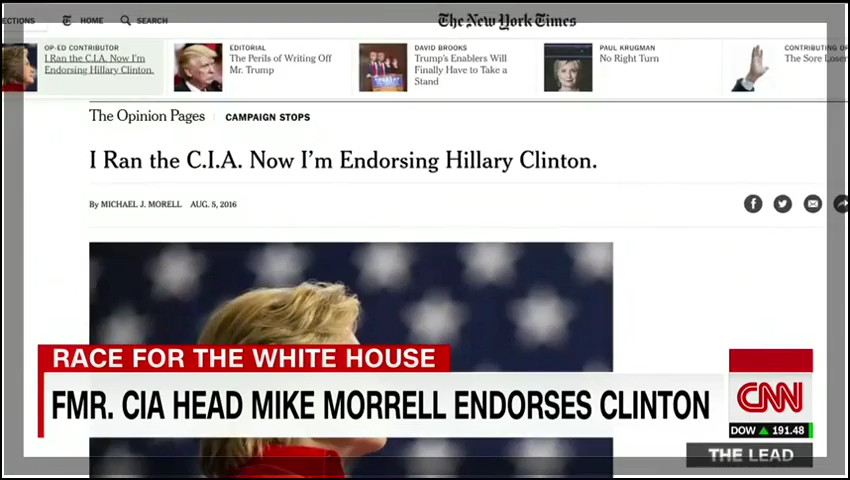 ECTIONS
HOME
SEARCH
The New York Times
OP-ED CONTRIBUTOR
I Ran the C.I.A. Now I'm
Endorsing Hillary Clinton.
EDITORIAL
The Perils of Writing Off
Mr. Trump
DAVID BROOKS
Trump's Enablers Will
Finally Have to Take a
Stand
PAUL KRUGMAN
No Right Turn
CONTRIBUTING OP
The Sore Loser
The Opinion Pages | CAMPAIGN STOPS
I Ran the C.I.A. Now I'm Endorsing Hillary Clinton.
By MICHAEL J. MORELL AUG. 5, 2016
RACE FOR THE WHITE HOUSE
FMR. CIA HEAD MIKE MORRELL ENDORSES CLINTON
CNN
DOW ▲ 191.48
THE LEAD